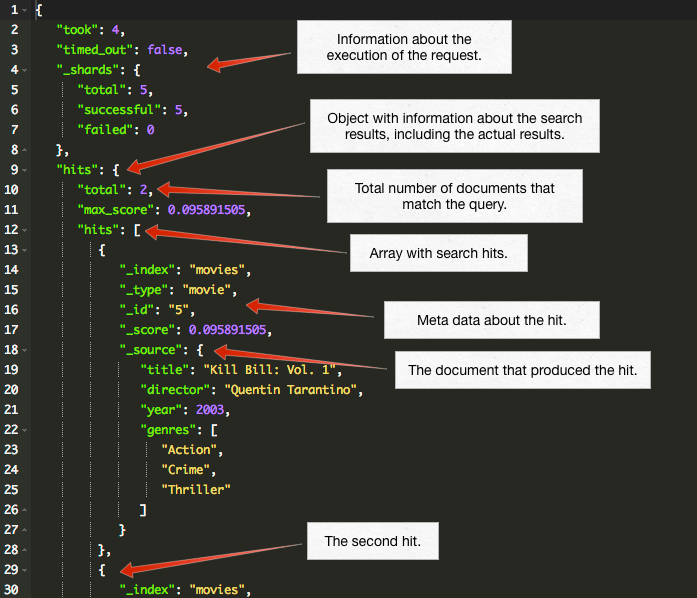 1 {
2 "took": 4,
3 "timed_out": false,
4 "_shards": {
5 "total": 5,
6 "successful": 5,
7 "failed": 0
8 },
9 "hits": {
10 "total": 2,
11 "max_score": 0.095891505,
12 "hits": [
13 {
14 "_index": "movies",
15 "_type": "movie",
16 "_id": "5",
17 "_score": 0.095891505,
18 "_source": {
19 "title": "Kill Bill: Vol. 1",
20 "director": "Quentin Tarantino",
21 "year": 2003,
22 "genres": [
23 "Action",
24 "Crime",
25 "Thriller"
26 ]
27 }
28 },
29 {
30 "_index": "movies",
Information about the
execution of the request.
Object with information about the search
results, including the actual results.
Total number of documents that
match the query.
Array with search hits.
Meta data about the hit.
The document that produced the hit.
The second hit.